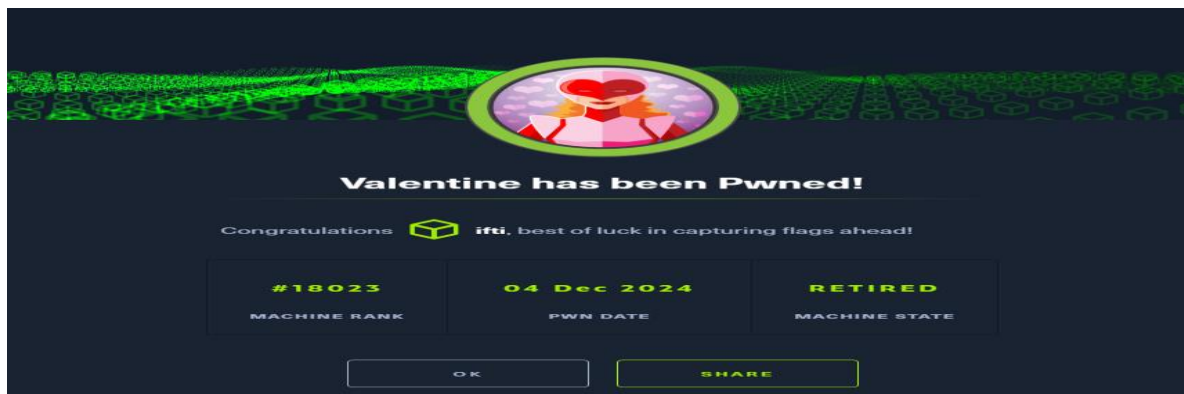 Valentine has been Pwned!
Congratulations ifti, best of luck in capturing flags ahead!
#18023 04 Dec 2024 RETIRED
MACHINE RANK PWN DATE MACHINE STATE
OK SHARE